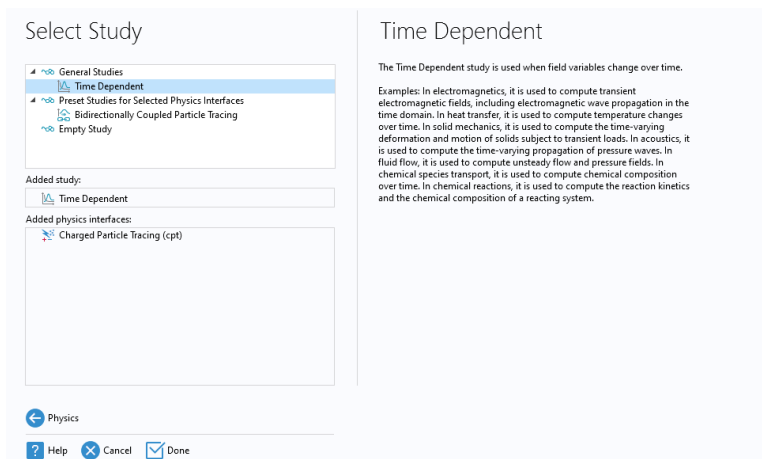 Select Study
General Studies
Time Dependent
Preset Studies for Selected Physics Interfaces
Bidirectionally Coupled Particle Tracing
Empty Study
Added study:
Time Dependent
Added physics interfaces:
Charged Particle Tracing (cpt)
Physics
? Help
Cancel
Done
Time Dependent
The Time Dependent study is used when field variables change over time.
Examples: In electromagnetics, it is used to compute transient
electromagnetic fields, including electromagnetic wave propagation in the
time domain. In heat transfer, it is used to compute temperature changes
over time. In solid mechanics, it is used to compute the time-varying
deformation and motion of solids subject to transient loads. In acoustics, it
is used to compute the time-varying propagation of pressure waves. In
fluid flow, it is used to compute unsteady flow and pressure fields. In
chemical species transport, it is used to compute chemical composition
over time. In chemical reactions, it is used to compute the reaction kinetics
and the chemical composition of a reacting system.